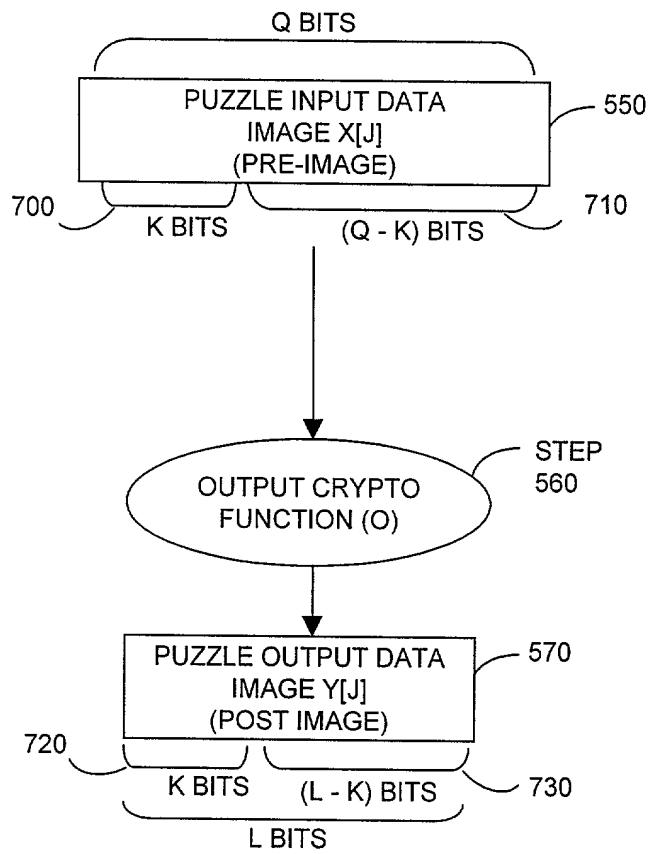 Q BITS
PUZZLE INPUT DATA
IMAGE X[J]
(PRE-IMAGE)
550
700
K BITS
(Q - K) BITS
710
OUTPUT CRYPTO
FUNCTION (O)
STEP
560
PUZZLE OUTPUT DATA
IMAGE Y[J]
(POST IMAGE)
570
720
K BITS
(L - K) BITS
730
L BITS